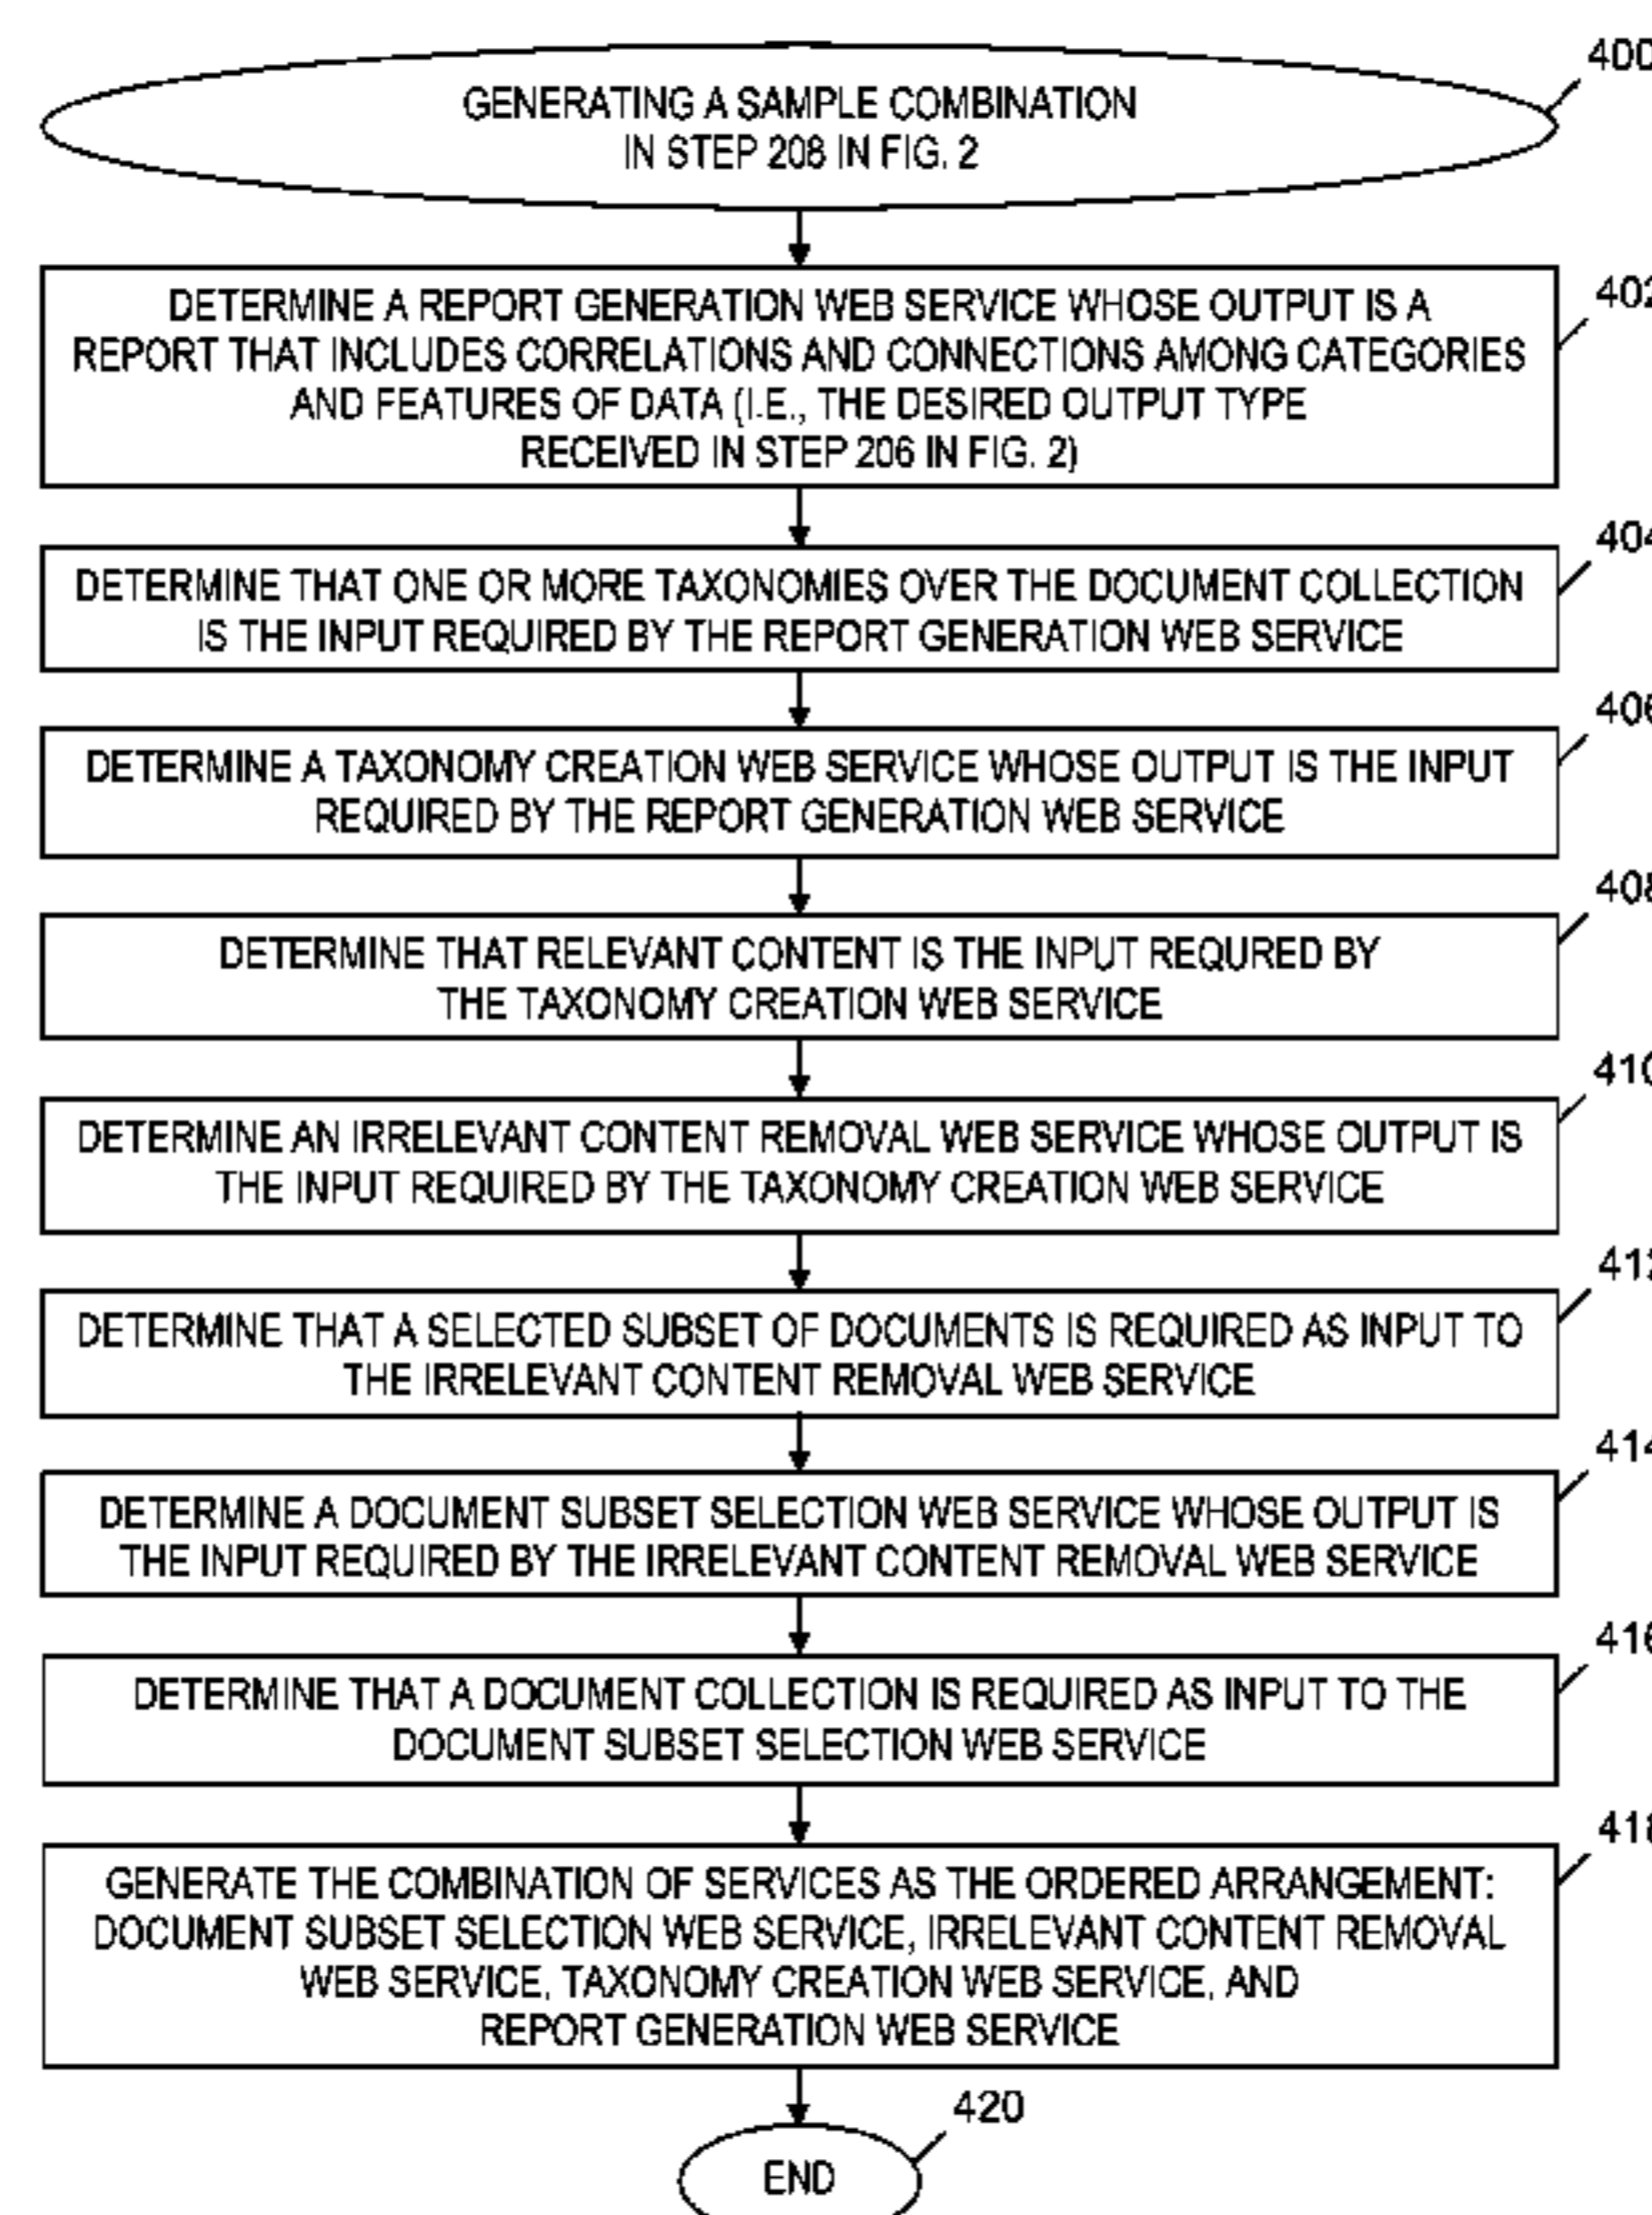 400
GENERATING A SAMPLE COMBINATION
IN STEP 208 IN FIG. 2
402
DETERMINE A REPORT GENERATION WEB SERVICE WHOSE OUTPUT IS A
REPORT THAT INCLUDES CORRELATIONS AND CONNECTIONS AMONG CATEGORIES
AND FEATURES OF DATA (I.E., THE DESIRED OUTPUT TYPE
RECEIVED IN STEP 206 IN FIG. 2)
404
DETERMINE THAT ONE OR MORE TAXONOMIES OVER THE DOCUMENT COLLECTION
IS THE INPUT REQUIRED BY THE REPORT GENERATION WEB SERVICE
406
DETERMINE A TAXONOMY CREATION WEB SERVICE WHOSE OUTPUT IS THE INPUT
REQUIRED BY THE REPORT GENERATION WEB SERVICE
408
DETERMINE THAT RELEVANT CONTENT IS THE INPUT REQURED BY
THE TAXONOMY CREATION WEB SERVICE
410
DETERMINE AN IRRELEVANT CONTENT REMOVAL WEB SERVICE WHOSE OUTPUT IS
THE INPUT REQUIRED BY THE TAXONOMY CREATION WEB SERVICE
412
DETERMINE THAT A SELECTED SUBSET OF DOCUMENTS IS REQUIRED AS INPUT TO
THE IRRELEVANT CONTENT REMOVAL WEB SERVICE
414
DETERMINE A DOCUMENT SUBSET SELECTION WEB SERVICE WHOSE OUTPUT IS
THE INPUT REQUIRED BY THE IRRELEVANT CONTENT REMOVAL WEB SERVICE
416
DETERMINE THAT A DOCUMENT COLLECTION IS REQUIRED AS INPUT TO THE
DOCUMENT SUBSET SELECTION WEB SERVICE
418
GENERATE THE COMBINATION OF SERVICES AS THE ORDERED ARRANGEMENT:
DOCUMENT SUBSET SELECTION WEB SERVICE, IRRELEVANT CONTENT REMOVAL
WEB SERVICE, TAXONOMY CREATION WEB SERVICE, AND
REPORT GENERATION WEB SERVICE
420
END